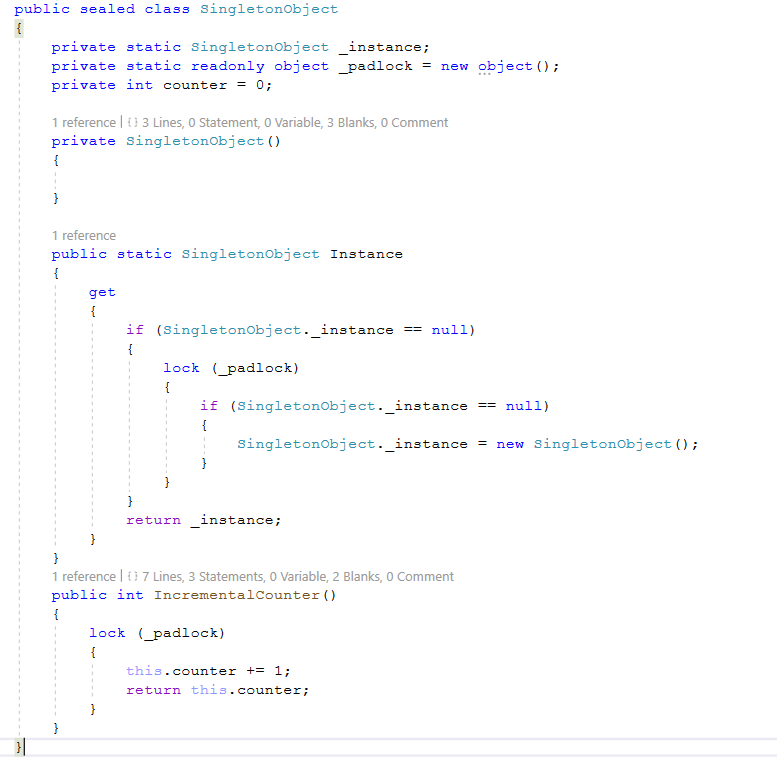 public sealed class SingletonObject
{
private static SingletonObject _instance;
private static readonly object _padlock = new object();
private int counter = 0;
1 reference | {} 3 Lines, 0 Statement, 0 Variable, 3 Blanks, 0 Comment
private SingletonObject()
{
}
1 reference
public static SingletonObject Instance
{
get
{
if (SingletonObject._instance == null)
{
lock (_padlock)
{
if (SingletonObject._instance == null)
{
SingletonObject._instance = new SingletonObject();
}
}
}
return _instance;
}
}
1 reference | {} 7 Lines, 3 Statements, 0 Variable, 2 Blanks, 0 Comment
public int IncrementalCounter()
{
lock (_padlock)
{
this.counter += 1;
return this.counter;
}
}
}